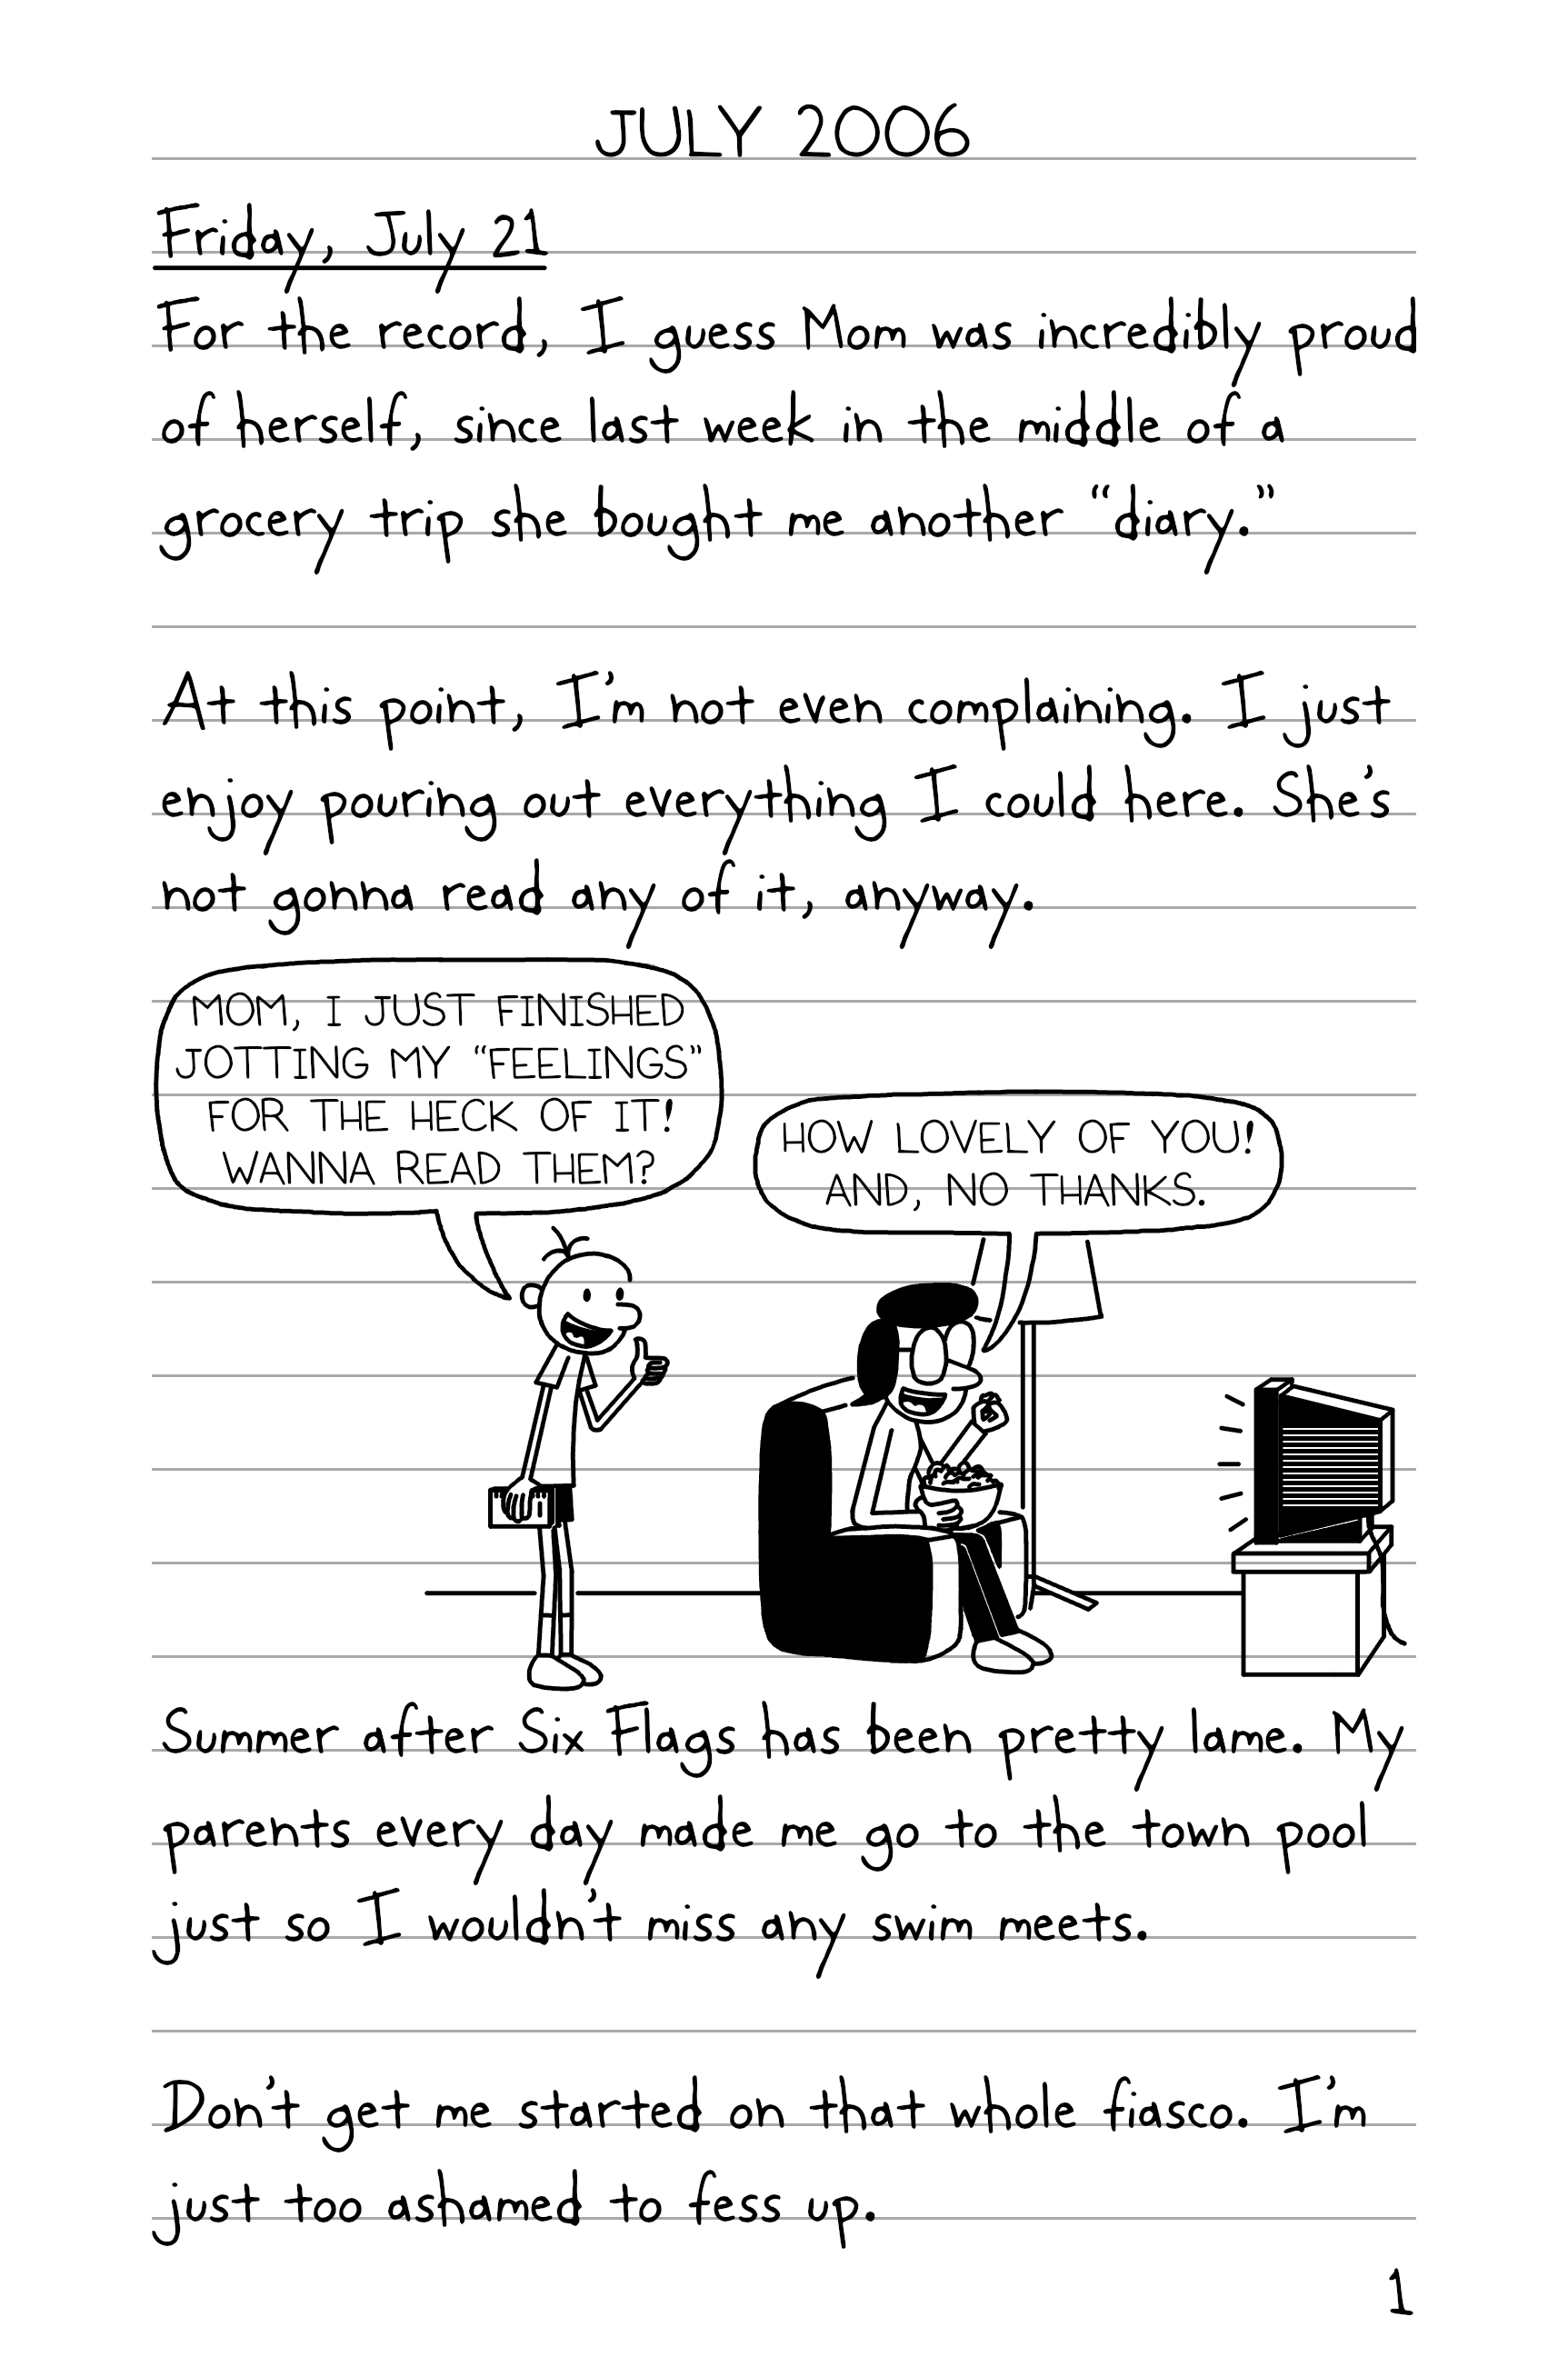 JULY 2006
Friday, July 21
For the record, I guess Mom was incredibly proud
of herself, since last week in the middle of a
grocery trip she bought me another “diary.”
At this point, I'm not even complaining. I just
enjoy pouring out everything I could here. She's
not gonna read any of it, anyway.
MOM, I JUST FINISHED
JOTTING MY “FEELINGS”
FOR THE HECK OF IT!
WANNA READ THEM?
HOW LOVELY OF YOU!
AND, NO THANKS.
Summer after Six Flags has been pretty lame. My
parents every day made me go to the town pool
just so I wouldn't miss any swim meets.
Don't get me started on that whole fiasco. I'm
just too ashamed to fess up.
1